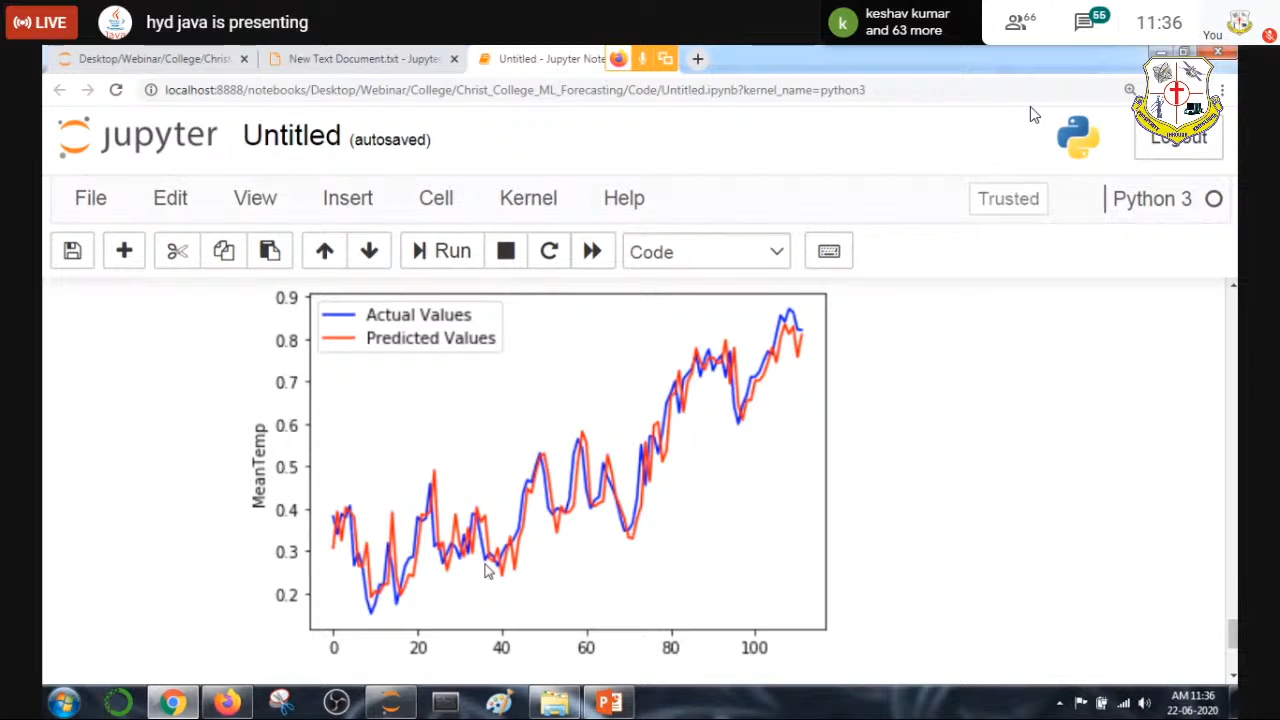 LIVE
hyd java is presenting
k
keshav kumar
and 63 more
66
55
11:36
You
Desktop/Webinar/College/Christ
New Text Document.txt - Jupyter
Untitled - Jupyter Note
localhost:8888/notebooks/Desktop/Webinar/College/Christ_College_ML_Forecasting/Code/Untitled.ipynb?kernel_name=python3
jupyter Untitled (autosaved)
Logout
File Edit View Insert Cell Kernel Help
Trusted
Python 3
Run
Code
Actual Values
Predicted Values
0.9
0.8
0.7
0.6
0.5
0.4
0.3
0.2
MeanTemp
0 20 40 60 80 100
AM 11:36
22-06-2020